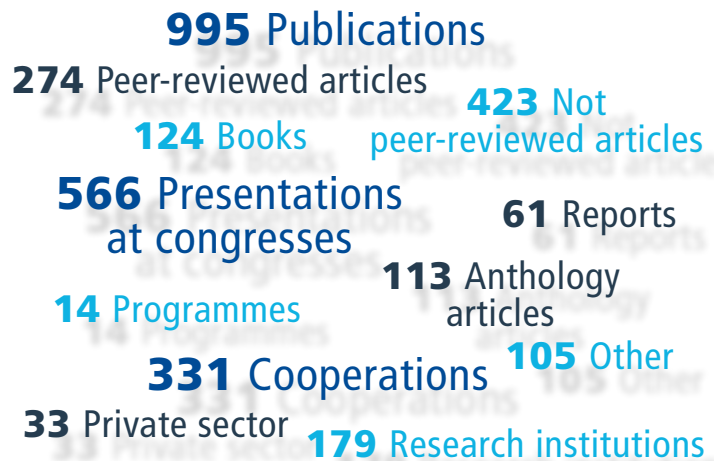 995 Publications
274 Peer-reviewed articles
423 Not
peer-reviewed articles
124 Books
566 Presentations
at congresses
61 Reports
113 Anthology
articles
14 Programmes
105 Other
331 Cooperations
33 Private sector
179 Research institutions